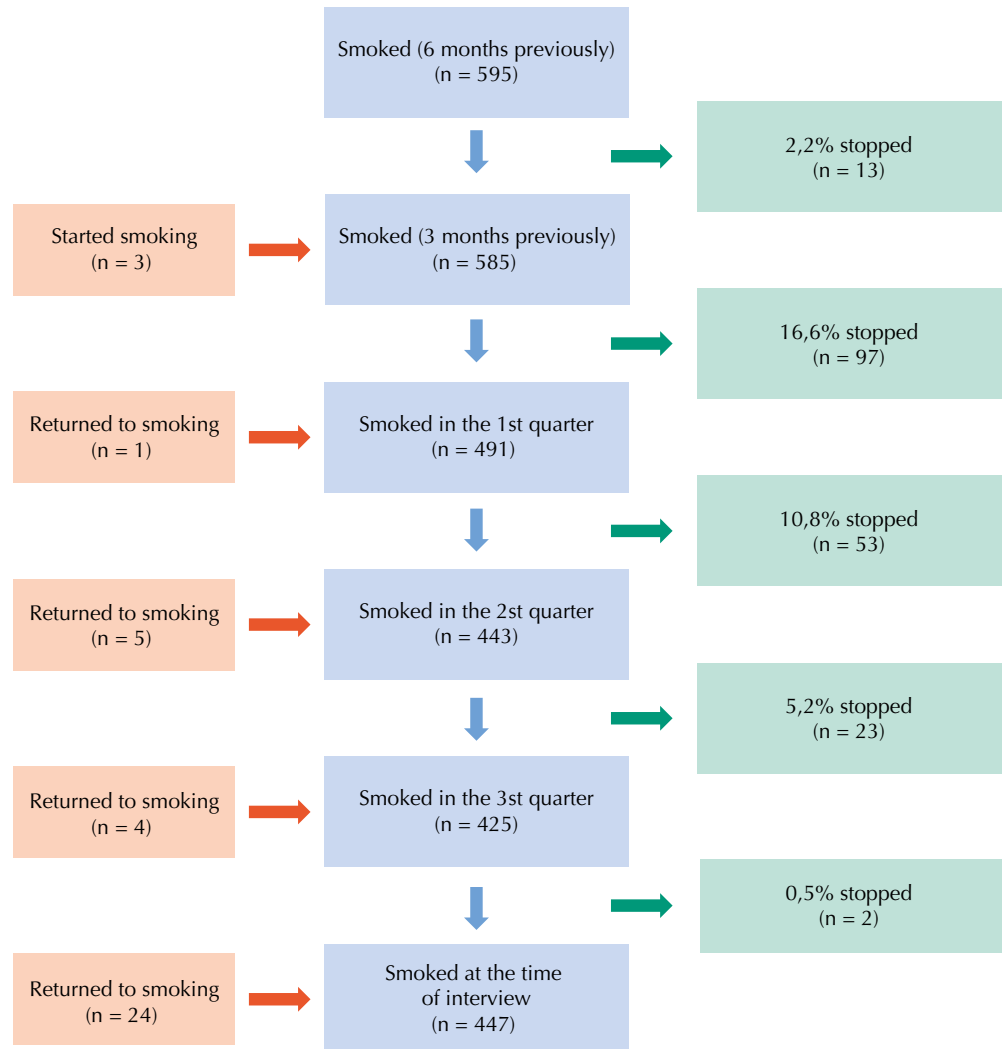 Smoked (6 months previously)
(n = 595)
2,2% stopped
(n = 13)
Started smoking
(n = 3)
Smoked (3 months previously)
(n = 585)
16,6% stopped
(n = 97)
Returned to smoking
(n = 1)
Smoked in the 1st quarter
(n = 491)
10,8% stopped
(n = 53)
Returned to smoking
(n = 5)
Smoked in the 2st quarter
(n = 443)
5,2% stopped
(n = 23)
Returned to smoking
(n = 4)
Smoked in the 3st quarter
(n = 425)
0,5% stopped
(n = 2)
Returned to smoking
(n = 24)
Smoked at the time
of interview
(n = 447)